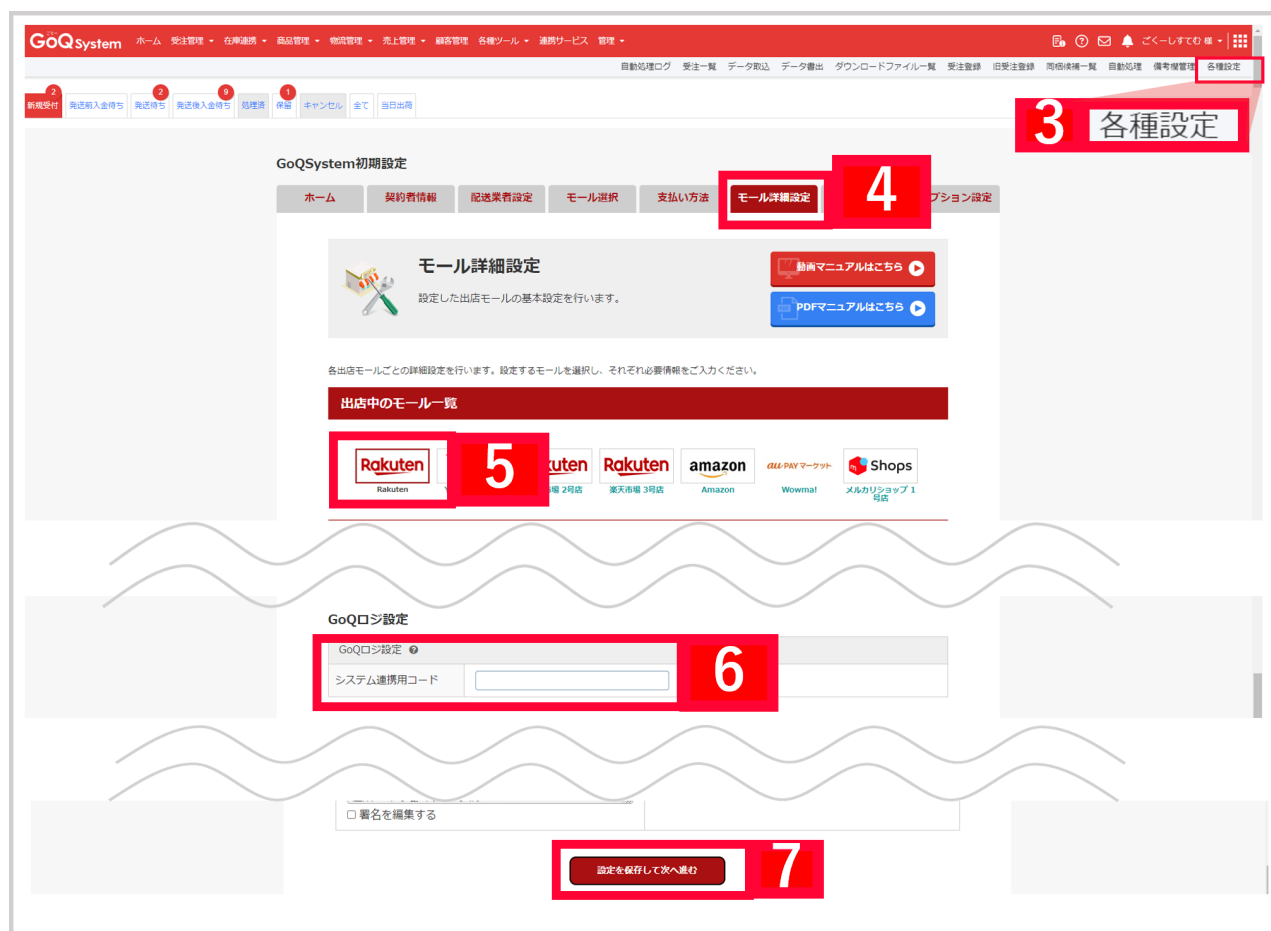 GoQSystem ホーム 受注管理 在庫連携 商品管理 物流管理 売上管理 顧客管理 各種ツール 連携サービス 管理 ごくーしすてむ 様
自動処理ログ 受注一覧 データ取込 データ書出 ダウンロードファイル一覧 受注登録 旧受注登録 同梱候補一覧 自動処理 備考欄管理 各種設定
2 2 9 1
新規受付 発送前入金待ち 発送待ち 発送後入金待ち 処理済 保留 キャンセル 全て 当日出荷
3 各種設定
GoQSystem初期設定
ホーム 契約者情報 配送業者設定 モール選択 支払い方法 モール詳細設定 4 プション設定
モール詳細設定
設定した出店モールの基本設定を行います。
動画マニュアルはこちら
PDFマニュアルはこちら
各出店モールごとの詳細設定を行います。設定するモールを選択し、それぞれ必要情報をご入力ください。
出店中のモール一覧
Rakuten 5 kuten Rakuten amazon au PAY マーケット Shops
Rakuten 場 2号店 楽天市場 3号店 Amazon Wowma! メルカリショップ 1
号店
GoQロジ設定
GoQロジ設定 6
システム連携用コード
署名を編集する
設定を保存して次へ進む 7